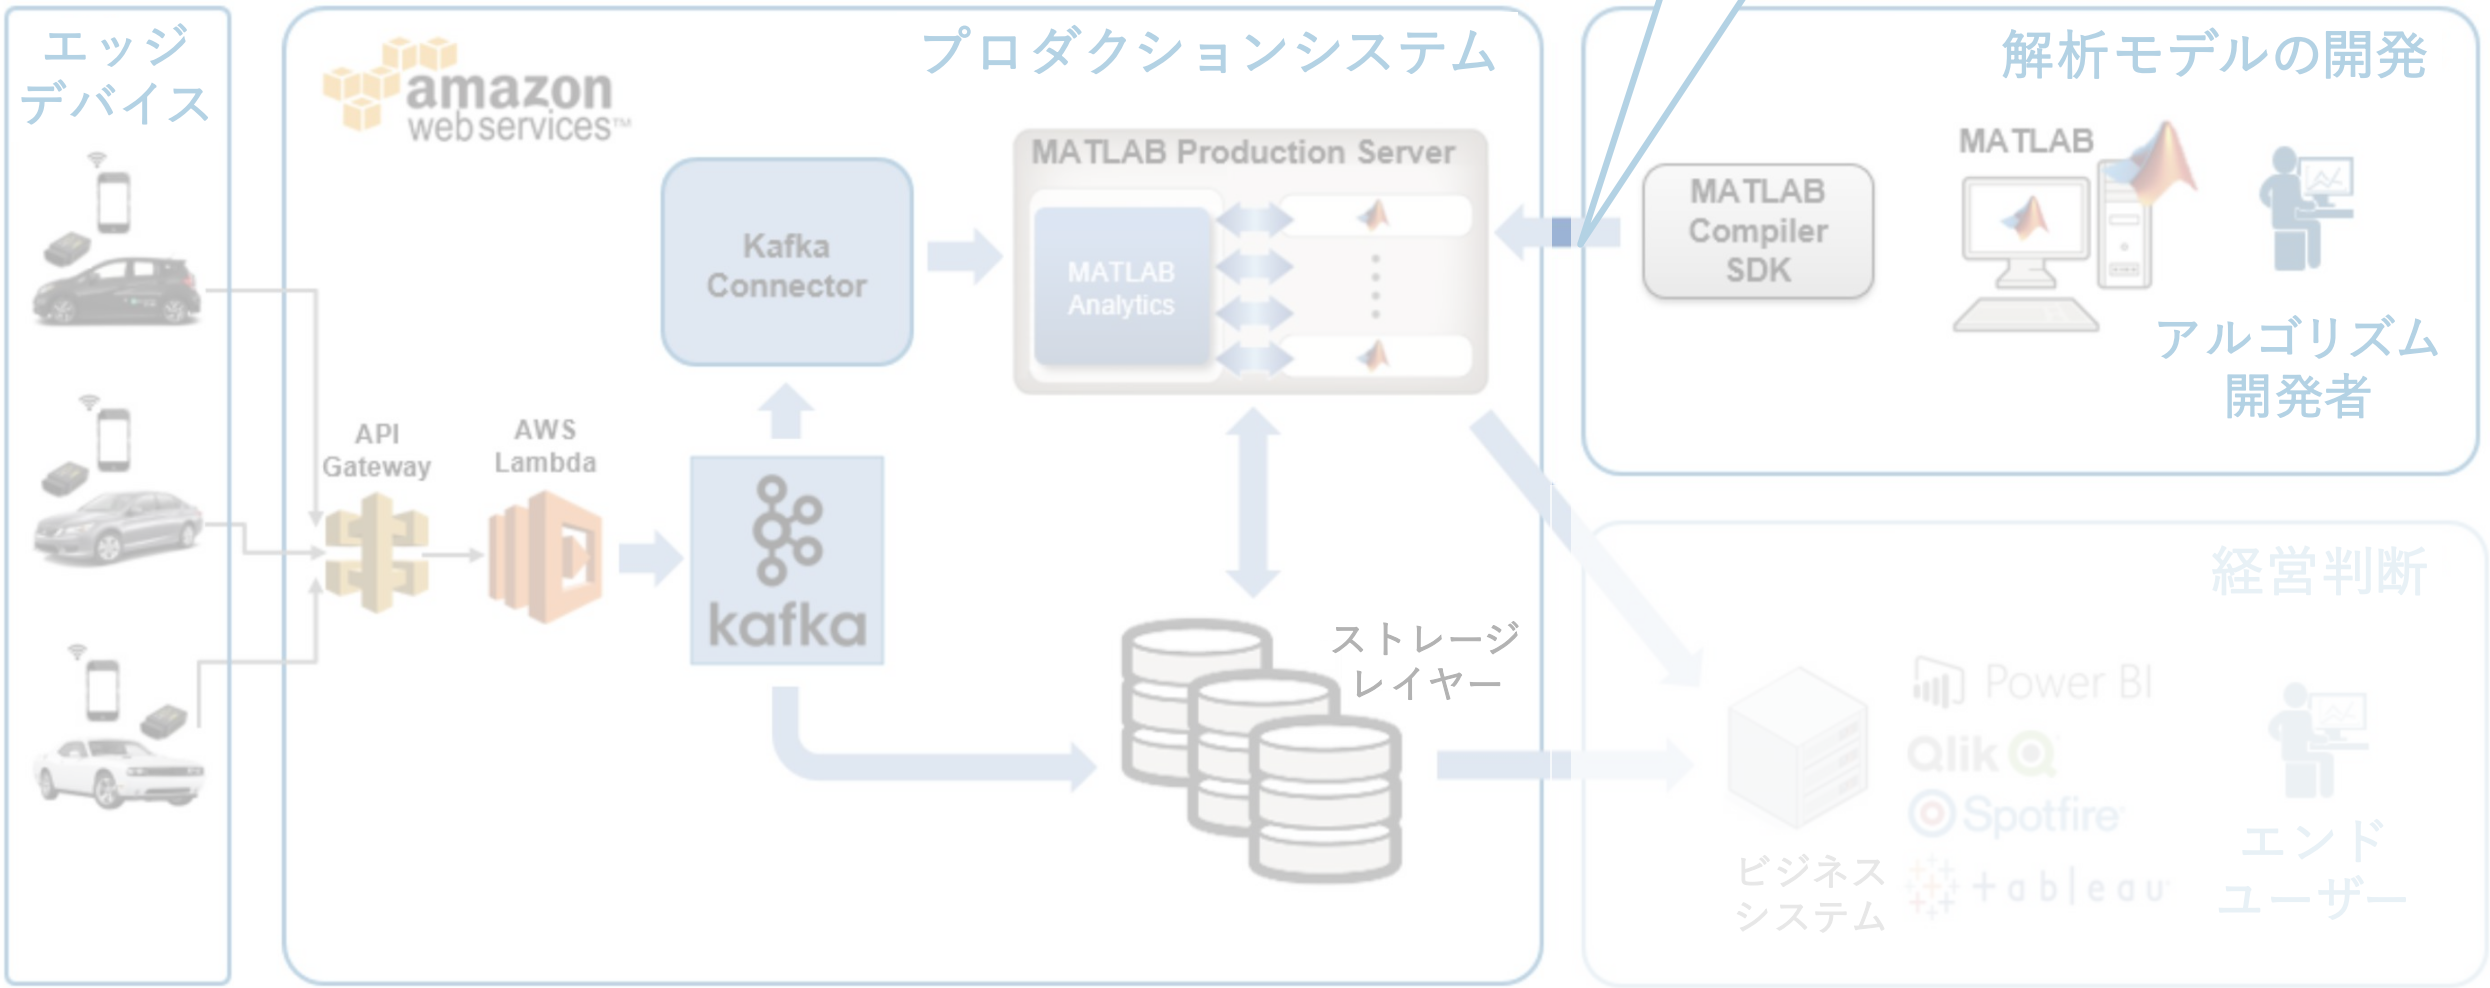 エッジ
デバイス
amazon
web services™
プロダクションシステム
MATLAB Production Server
MATLAB
Analytics
Kafka
Connector
API
Gateway
AWS
Lambda
kafka
ストレージ
レイヤー
解析モデルの開発
MATLAB
Compiler
SDK
MATLAB
アルゴリズム
開発者
経営判断
Power BI
Qlik
Spotfire
+ableau
ビジネス
システム
エンド
ユーザー